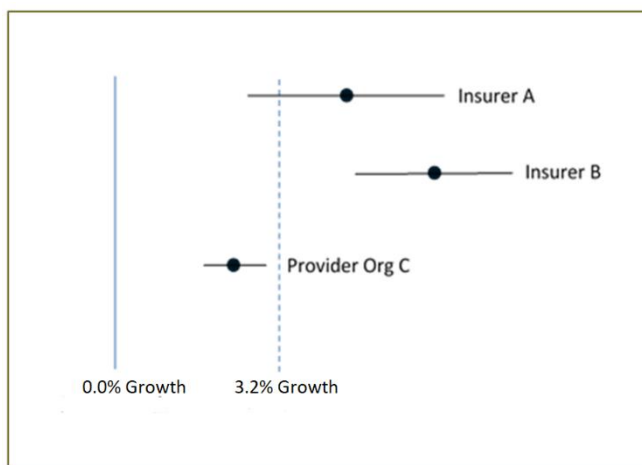 Insurer A
Insurer B
Provider Org C
0.0% Growth
3.2% Growth